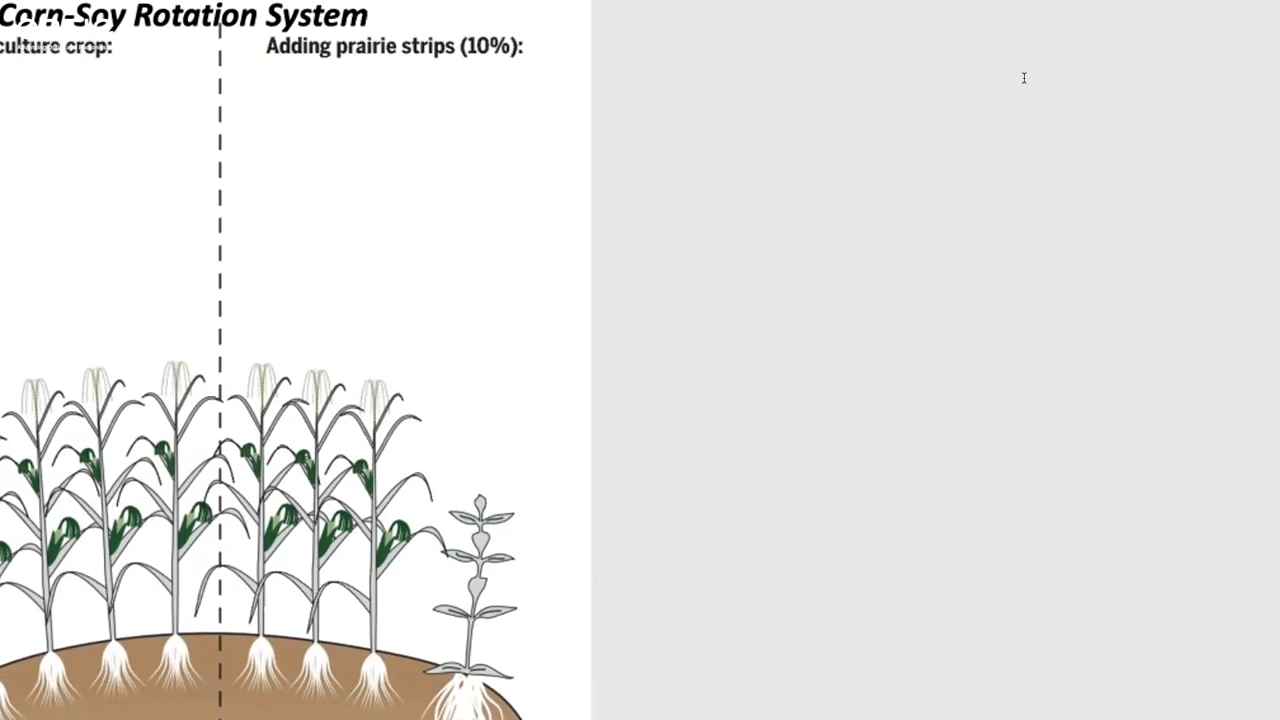 Corn-Soy Rotation System
culture crop:
Adding prairie strips (10%):